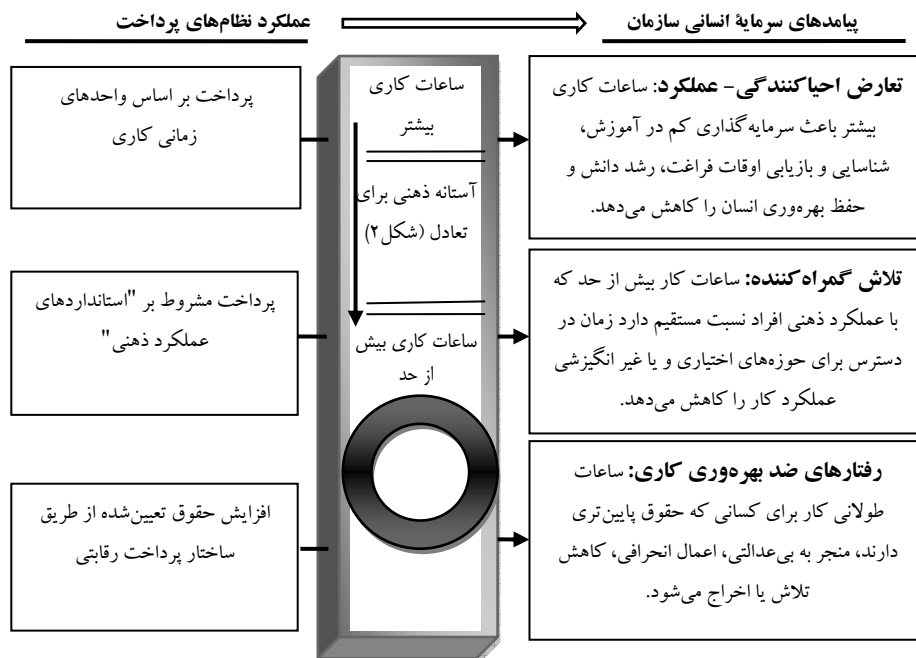 پیامدهای سرمایۀ انسانی سازمان
عملکرد نظام‌های پرداخت
پرداخت بر اساس واحدهای
زمانی کاری
ساعات کاری
بیشتر
آستانه ذهنی برای
تعادل (شکل۲)
ساعات کاری بیش
از حد
تعارض احیاکنندگی- عملکرد: ساعات کاری
بیشتر باعث سرمایه‌گذاری کم در آموزش،
شناسایی و بازیابی اوقات فراغت، رشد دانش و
حفظ بهره‌وری انسان را کاهش می‌دهد.
پرداخت مشروط بر "استانداردهای
عملکرد ذهنی"
تلاش گمراه‌کننده: ساعات کار بیش از حد که
با عملکرد ذهنی افراد نسبت مستقیم دارد زمان در
دسترس برای حوزه‌های اختیاری و یا غیر انگیزشی
عملکرد کار را کاهش می‌دهد.
افزایش حقوق تعیین‌شده از طریق
ساختار پرداخت رقابتی
رفتارهای ضد بهره‌وری کاری: ساعات
طولانی کار برای کسانی که حقوق پایین‌تری
دارند، منجر به بی‌عدالتی، اعمال انحرافی، کاهش
تلاش یا اخراج می‌شود.